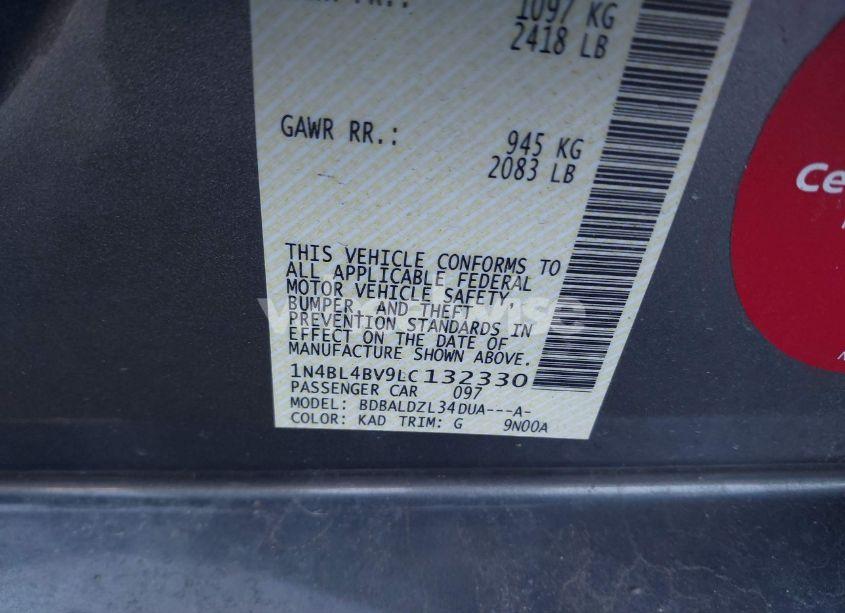 1097 KG
2418 LB
GAWR RR.: 945 KG
2083 LB
THIS VEHICLE CONFORMS TO
ALL APPLICABLE FEDERAL
MOTOR VEHICLE SAFETY,
BUMPER, AND THEFT
PREVENTION STANDARDS IN
EFFECT ON THE DATE OF
MANUFACTURE SHOWN ABOVE.
1N4BL4BV9LC132330
PASSENGER CAR 097
MODEL: BDBALDZL34DUA---A-
COLOR: KAD TRIM: G 9N00A
Ce